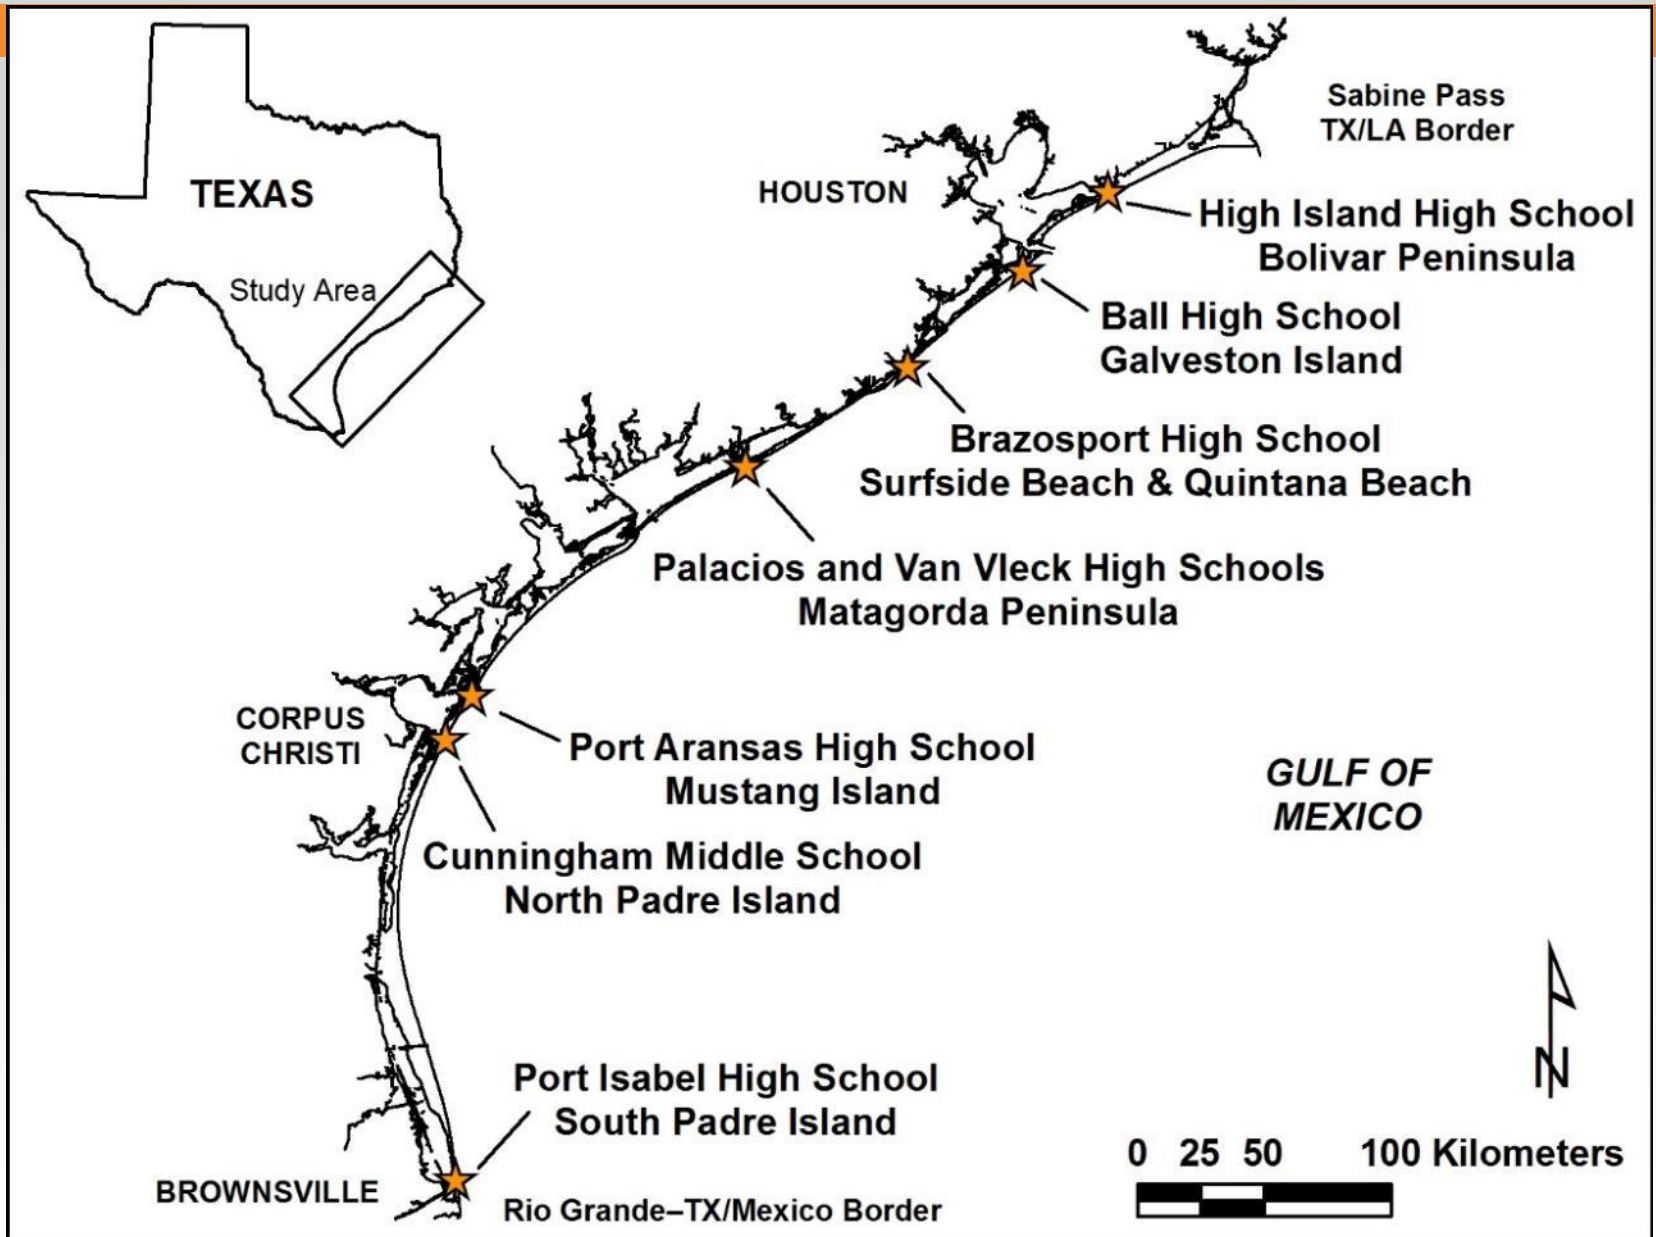 TEXAS
Study Area
Sabine Pass
TX/LA Border
HOUSTON
High Island High School
Bolivar Peninsula
Ball High School
Galveston Island
Brazosport High School
Surfside Beach & Quintana Beach
Palacios and Van Vleck High Schools
Matagorda Peninsula
CORPUS
CHRISTI
Port Aransas High School
Mustang Island
GULF OF
MEXICO
Cunningham Middle School
North Padre Island
Port Isabel High School
South Padre Island
BROWNSVILLE
Rio Grande–TX/Mexico Border
N
0 25 50 100 Kilometers